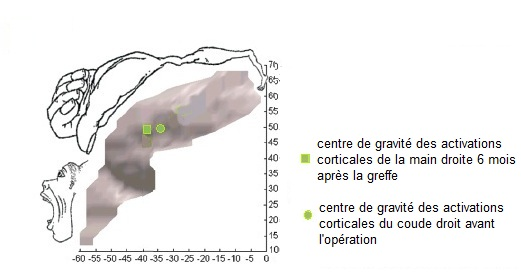 70
65
60
55
50
45
40
35
30
25
20
15
10
-60 -55 -50 -45 -40 -35 -30 -25 -20 -15 -10 -5 0
centre de gravité des activations
corticales de la main droite 6 mois
après la greffe
centre de gravité des activations
corticales du coude droit avant
l'opération